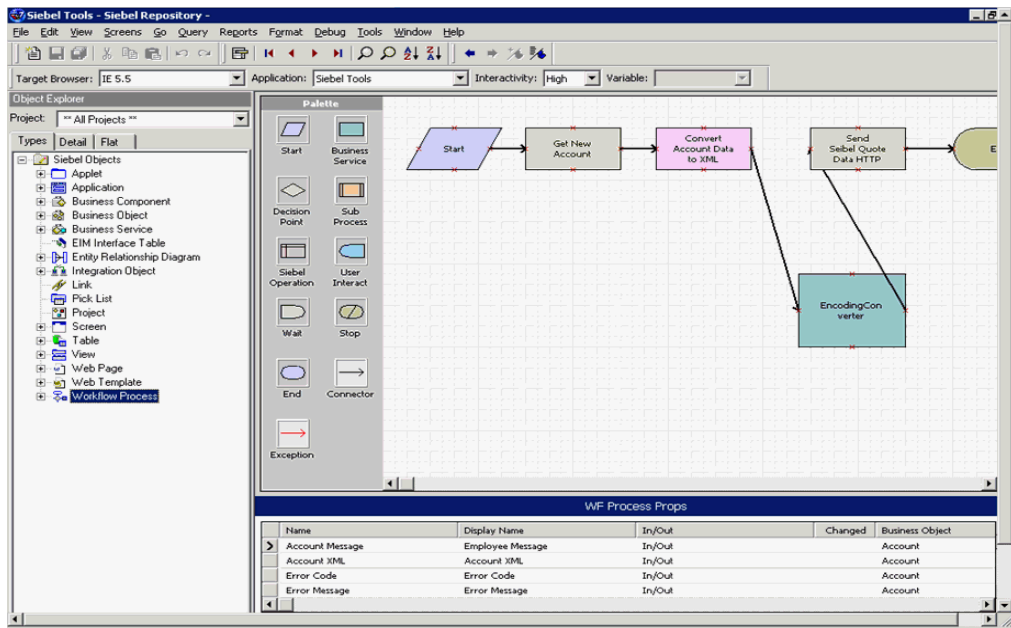 Siebel Tools - Siebel Repository -
File Edit View Screens Go Query Reports Format Debug Tools Window Help
Target Browser: IE 5.5 Application: Siebel Tools Interactivity: High Variable:
Object Explorer
Project: ** All Projects **
Types Detail Flat
Siebel Objects
Applet
Application
Business Component
Business Object
Business Service
EIM Interface Table
Entity Relationship Diagram
Integration Object
Link
Pick List
Project
Screen
Table
View
Web Page
Web Template
Workflow Process
Palette
Start
Business
Service
Decision
Point
Sub
Process
Siebel
Operation
User
Interact
Wait
Stop
End
Connector
Exception
Start
Get New
Account
Convert
Account Data
to XML
Send
Seibel Quote
Data HTTP
E
EncodingCon
verter
WF Process Props
Name Display Name In/Out Changed Business Object
Account Message Employee Message In/Out Account
Account XML Account XML In/Out Account
Error Code Error Code In/Out Account
Error Message Error Message In/Out Account